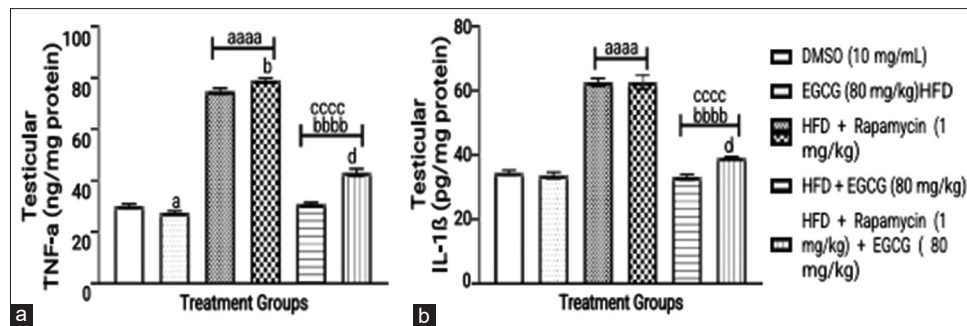 Testicular
TNF-a (ng/mg protein)
100
80
60
40
20
0
aaaa
b
a
cccc
bbbb
d
Treatment Groups
a
Testicular
IL-1ß (pg/mg protein)
80
60
40
20
0
aaaa
cccc
bbbb
d
Treatment Groups
b
DMSO (10 mg/mL)
EGCG (80 mg/kg)HFD
HFD + Rapamycin (1
mg/kg)
HFD + EGCG (80 mg/kg)
HFD + Rapamycin (1
mg/kg) + EGCG ( 80
mg/kg)